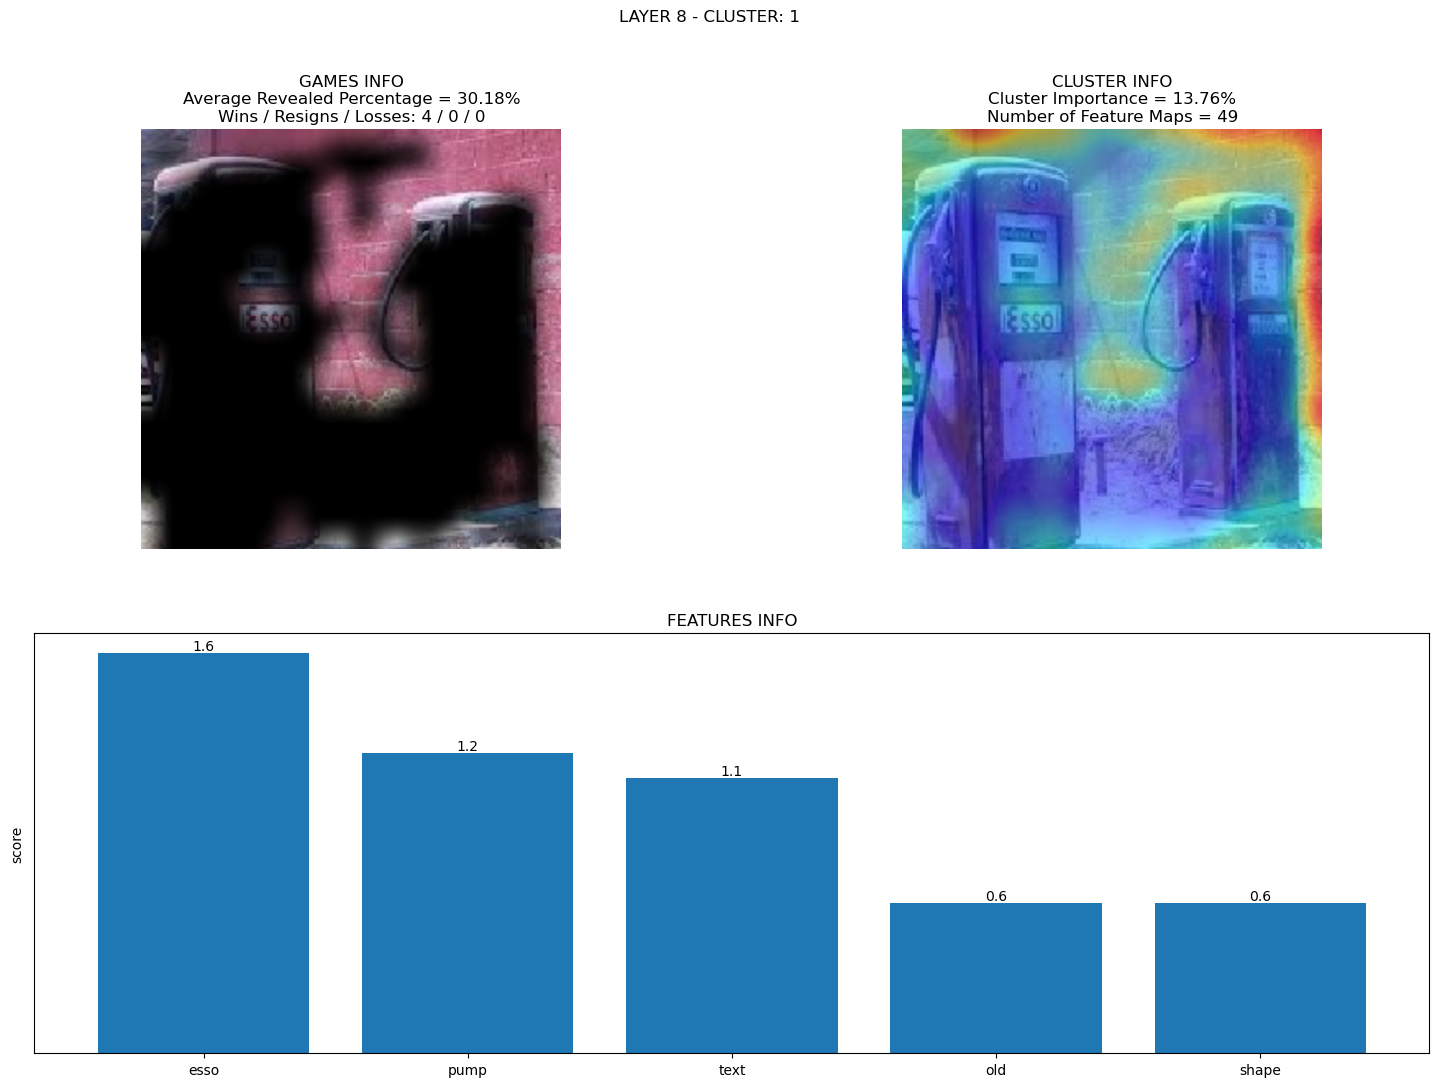 LAYER 8 - CLUSTER: 1
GAMES INFO
Average Revealed Percentage = 30.18%
Wins / Resigns / Losses: 4 / 0 / 0
CLUSTER INFO
Cluster Importance = 13.76%
Number of Feature Maps = 49
ESSO
ESSO
FEATURES INFO
score
1.6
1.2
1.1
0.6
0.6
esso
pump
text
old
shape